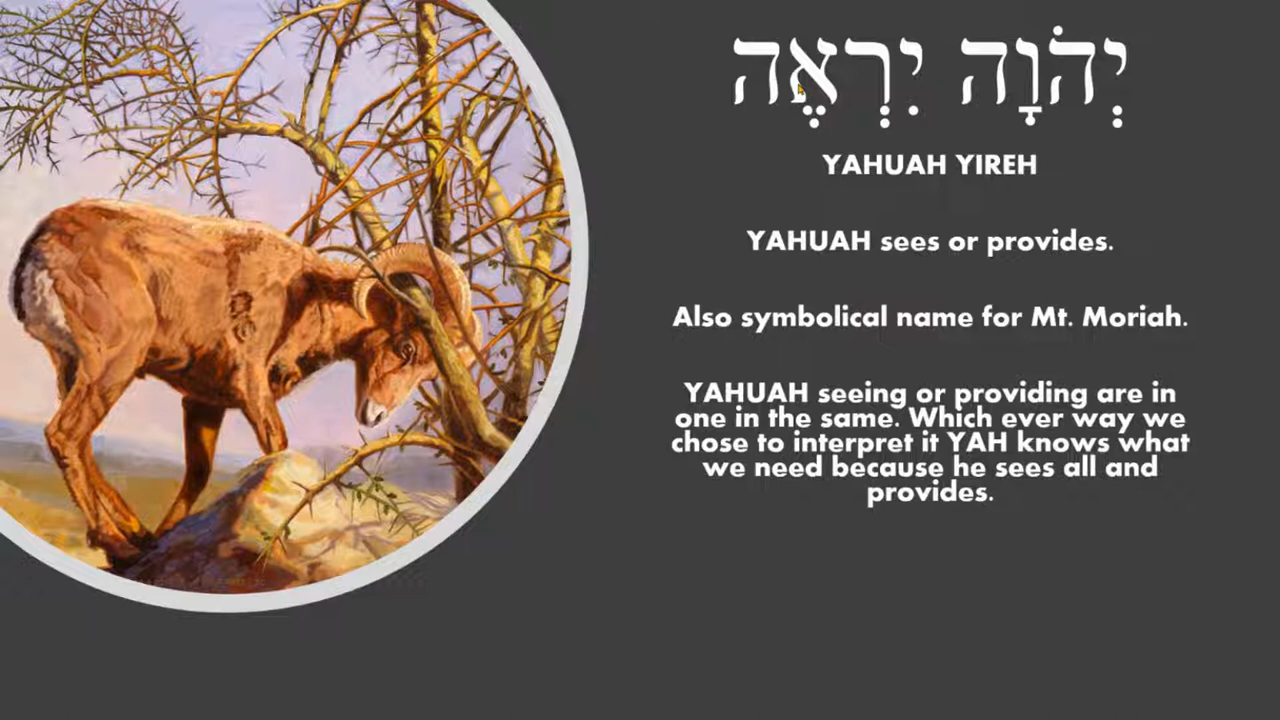 יְהֹוָה יִרְאֶה
YAHUAH YIREH
YAHUAH sees or provides.
Also symbolical name for Mt. Moriah.
YAHUAH seeing or providing are in
one in the same. Which ever way we
chose to interpret it YAH knows what
we need because he sees all and
provides.